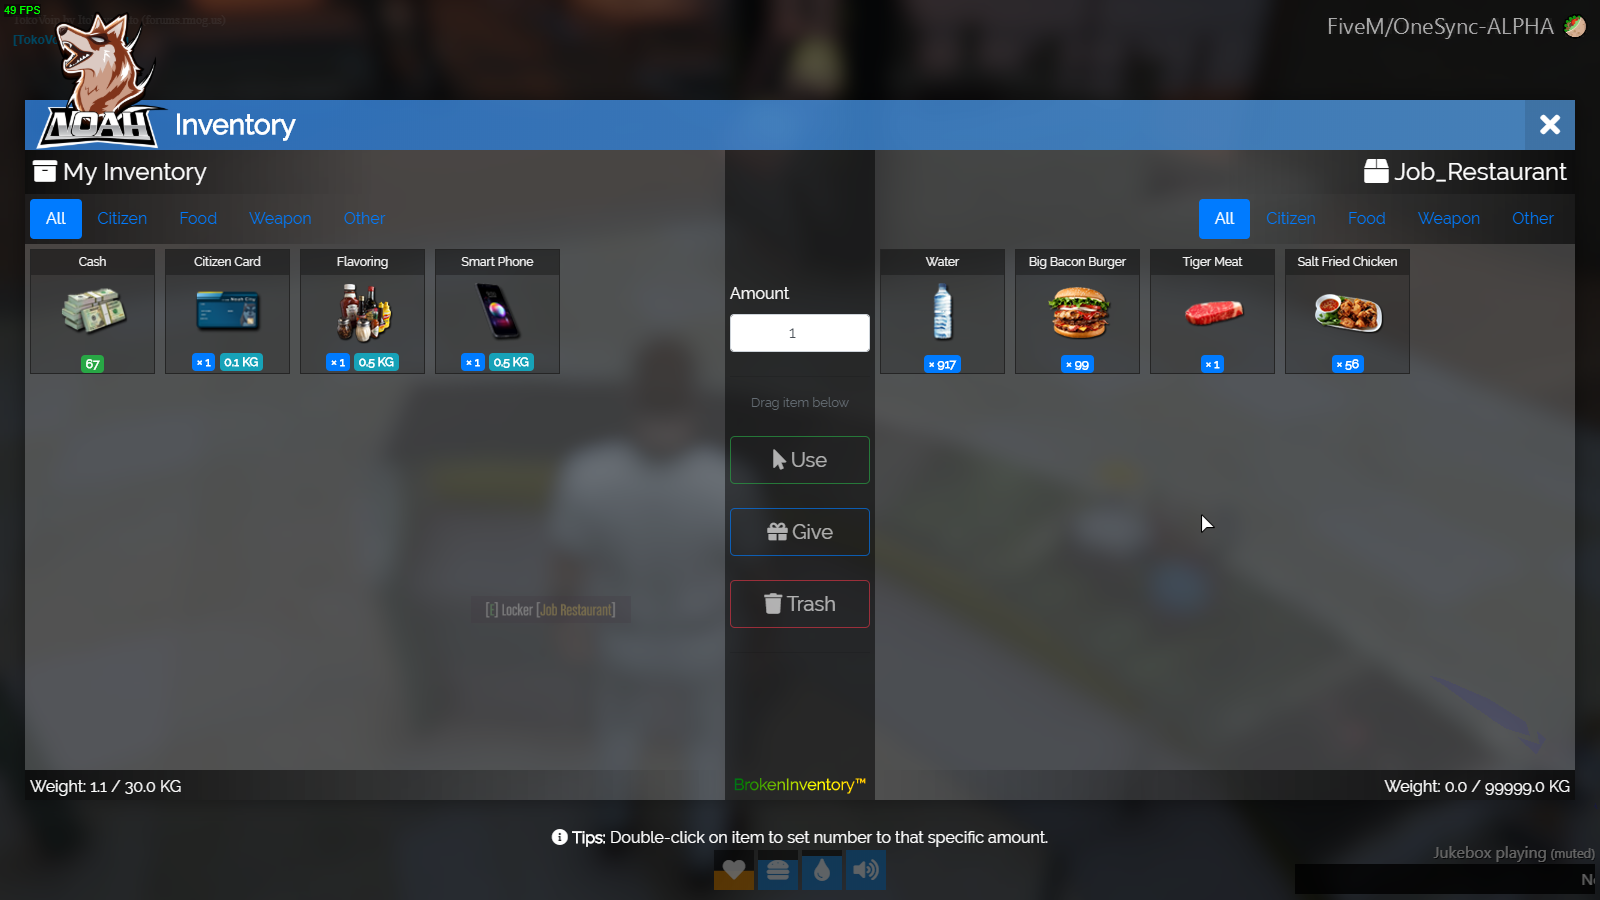 49 FPS
FiveM/OneSync-ALPHA
NOAH
Inventory
My Inventory
Job_Restaurant
All Citizen Food Weapon Other
All Citizen Food Weapon Other
Cash
67
Citizen Card
× 1 0.1 KG
Flavoring
× 1 0.5 KG
Smart Phone
× 1 0.5 KG
Amount
1
Drag item below
Use
Give
Trash
BrokenInventory™
Water
× 917
Big Bacon Burger
× 99
Tiger Meat
× 1
Salt Fried Chicken
× 56
[E] Locker [Job Restaurant]
Weight: 1.1 / 30.0 KG
Weight: 0.0 / 99999.0 KG
Tips: Double-click on item to set number to that specific amount.
Jukebox playing (muted)